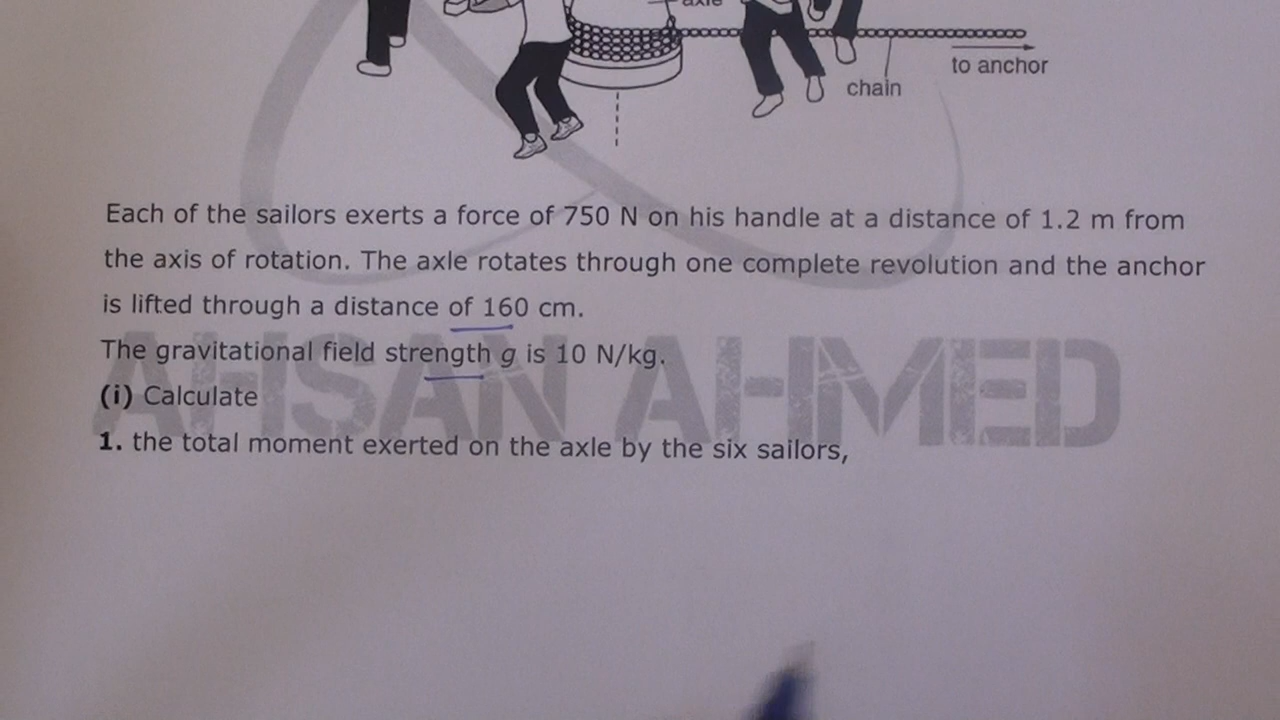 axle
to anchor
chain
Each of the sailors exerts a force of 750 N on his handle at a distance of 1.2 m from
the axis of rotation. The axle rotates through one complete revolution and the anchor
is lifted through a distance of 160 cm.
The gravitational field strength g is 10 N/kg.
(i) Calculate
1. the total moment exerted on the axle by the six sailors,
AHSAN AHMED